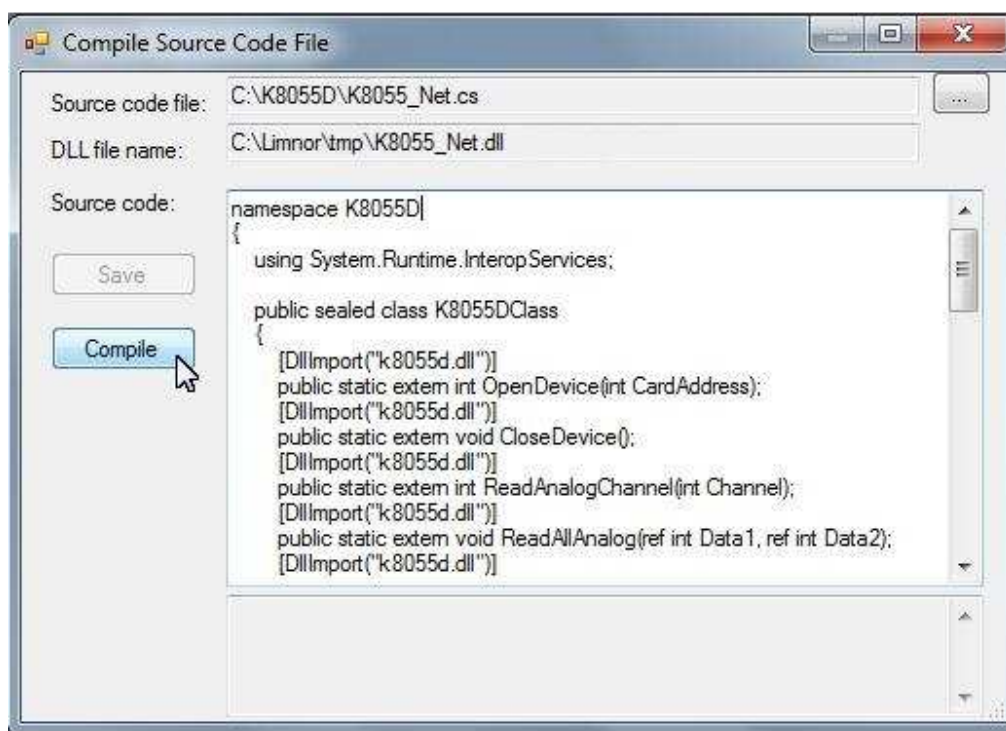 Compile Source Code File
Source code file: C:\K8055D\K8055_Net.cs ...
DLL file name: C:\Limnor\tmp\K8055_Net.dll
Source code:
namespace K8055D
{
using System.Runtime.InteropServices;
public sealed class K8055DClass
{
[DllImport("k8055d.dll")]
public static extern int OpenDevice(int CardAddress);
[DllImport("k8055d.dll")]
public static extern void CloseDevice();
[DllImport("k8055d.dll")]
public static extern int ReadAnalogChannel(int Channel);
[DllImport("k8055d.dll")]
public static extern void ReadAllAnalog(ref int Data1, ref int Data2);
[DllImport("k8055d.dll")]
Save
Compile